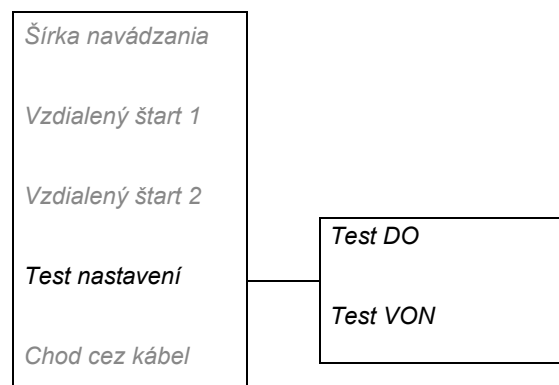 Šírka navádzania
Vzdialený štart 1
Vzdialený štart 2
Test nastavení
Chod cez kábel
Test DO
Test VON